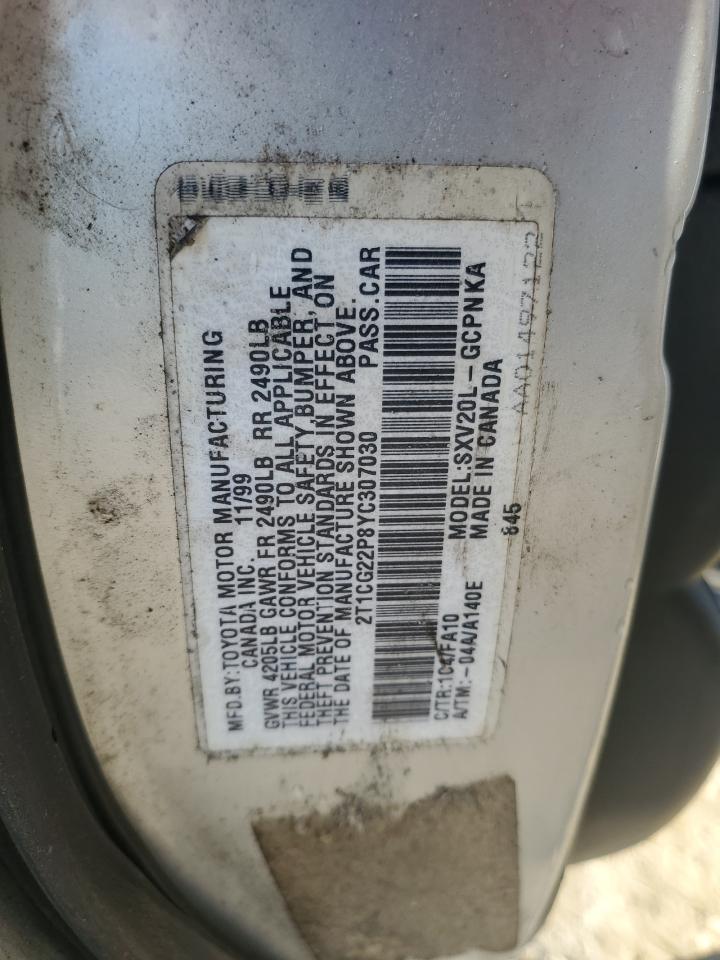 MFD.BY:TOYOTA MOTOR MANUFACTURING
CANADA INC. 11/99
GVWR 4205LB GAWR FR 2490LB RR 2490LB
THIS VEHICLE CONFORMS TO ALL APPLICABLE
FEDERAL MOTOR VEHICLE SAFETY, BUMPER, AND
THEFT PREVENTION STANDARDS IN EFFECT ON
THE DATE OF MANUFACTURE SHOWN ABOVE.
2T1CG22P8YC307030 PASS.CAR
C/TR:1C4/FA10 MODEL:SXV20L-GCPNKA
A/TM:-04A/A140E MADE IN CANADA
845